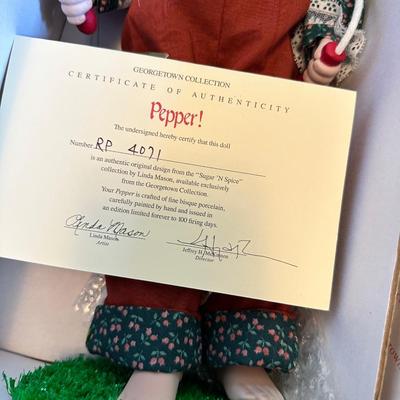 GEORGETOWN COLLECTION
CERTIFICATE OF AUTHENTICITY
Pepper!
The undersigned hereby certify that this doll
Number RP 4071
is an authentic original design from the "Sugar 'N Spice"
collection by Linda Mason, available exclusively
from the Georgetown Collection.
Your Pepper is crafted of fine bisque porcelain,
carefully painted by hand and issued in
an edition limited forever to 100 firing days.
Linda Mason
Linda Mason
Artist
Jeffrey H. McKinnon
Director